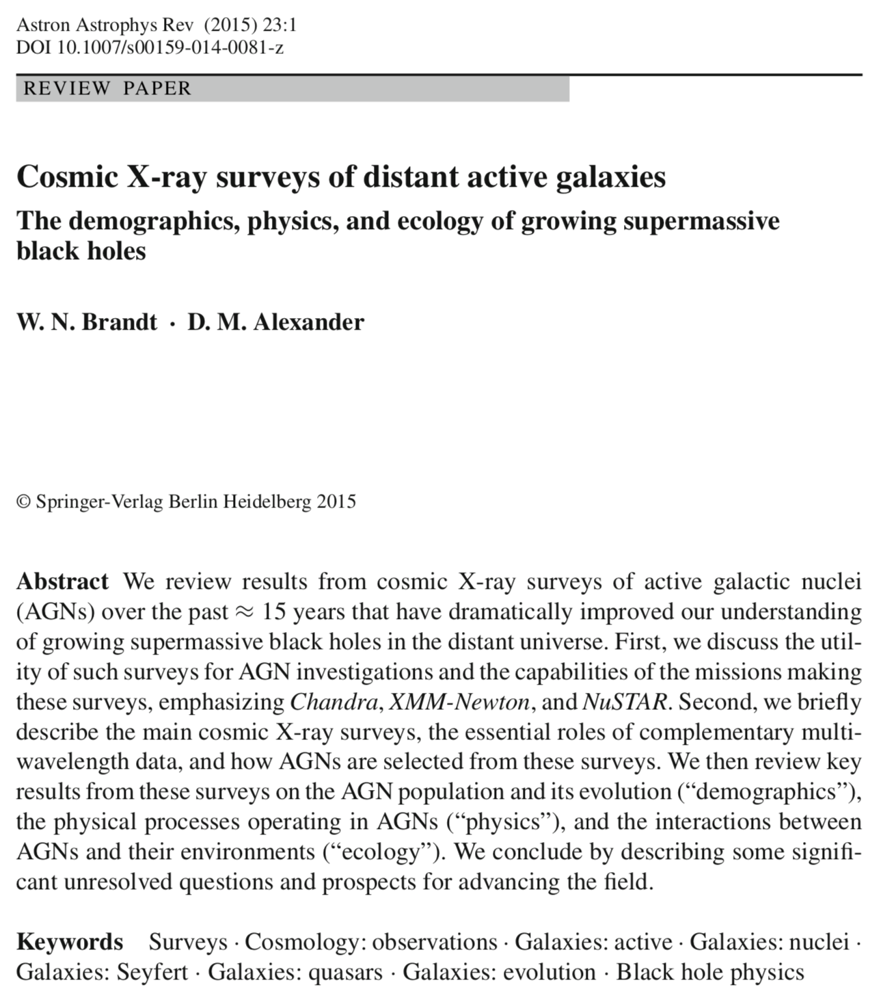 Astron Astrophys Rev (2015) 23:1
DOI 10.1007/s00159-014-0081-z
REVIEW PAPER
Cosmic X-ray surveys of distant active galaxies
The demographics, physics, and ecology of growing supermassive
black holes
W. N. Brandt · D. M. Alexander
© Springer-Verlag Berlin Heidelberg 2015
Abstract We review results from cosmic X-ray surveys of active galactic nuclei
(AGNs) over the past ≈ 15 years that have dramatically improved our understanding
of growing supermassive black holes in the distant universe. First, we discuss the util-
ity of such surveys for AGN investigations and the capabilities of the missions making
these surveys, emphasizing Chandra, XMM-Newton, and NuSTAR. Second, we briefly
describe the main cosmic X-ray surveys, the essential roles of complementary multi-
wavelength data, and how AGNs are selected from these surveys. We then review key
results from these surveys on the AGN population and its evolution (“demographics”),
the physical processes operating in AGNs (“physics”), and the interactions between
AGNs and their environments (“ecology”). We conclude by describing some signifi-
cant unresolved questions and prospects for advancing the field.
Keywords Surveys · Cosmology: observations · Galaxies: active · Galaxies: nuclei ·
Galaxies: Seyfert · Galaxies: quasars · Galaxies: evolution · Black hole physics